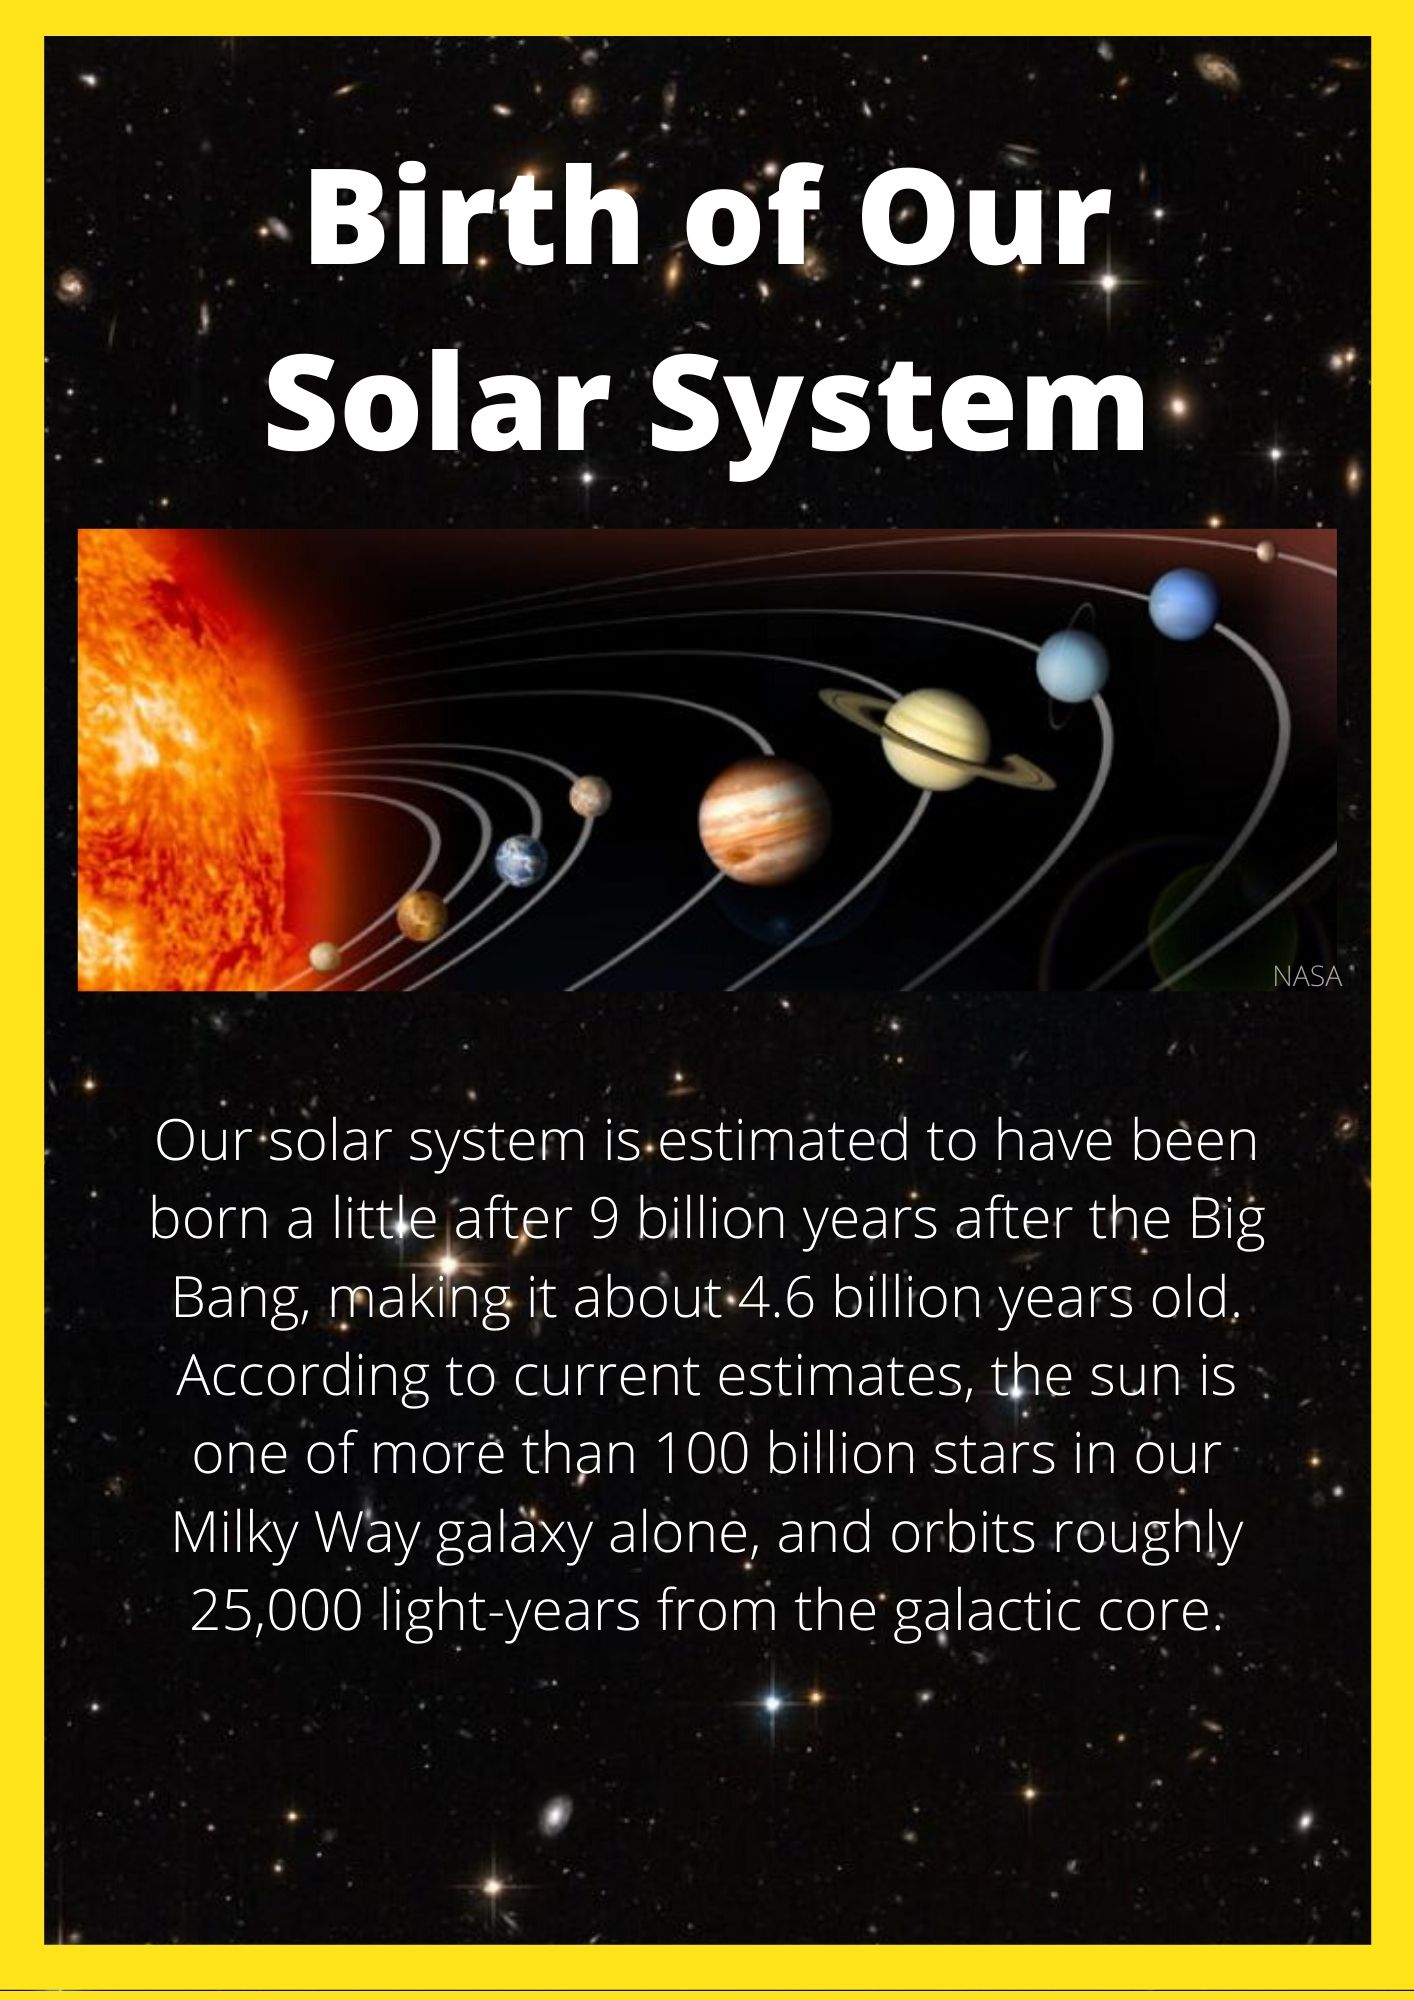 Birth of Our
Solar System
NASA
Our solar system is estimated to have been
born a little after 9 billion years after the Big
Bang, making it about 4.6 billion years old.
According to current estimates, the sun is
one of more than 100 billion stars in our
Milky Way galaxy alone, and orbits roughly
25,000 light-years from the galactic core.